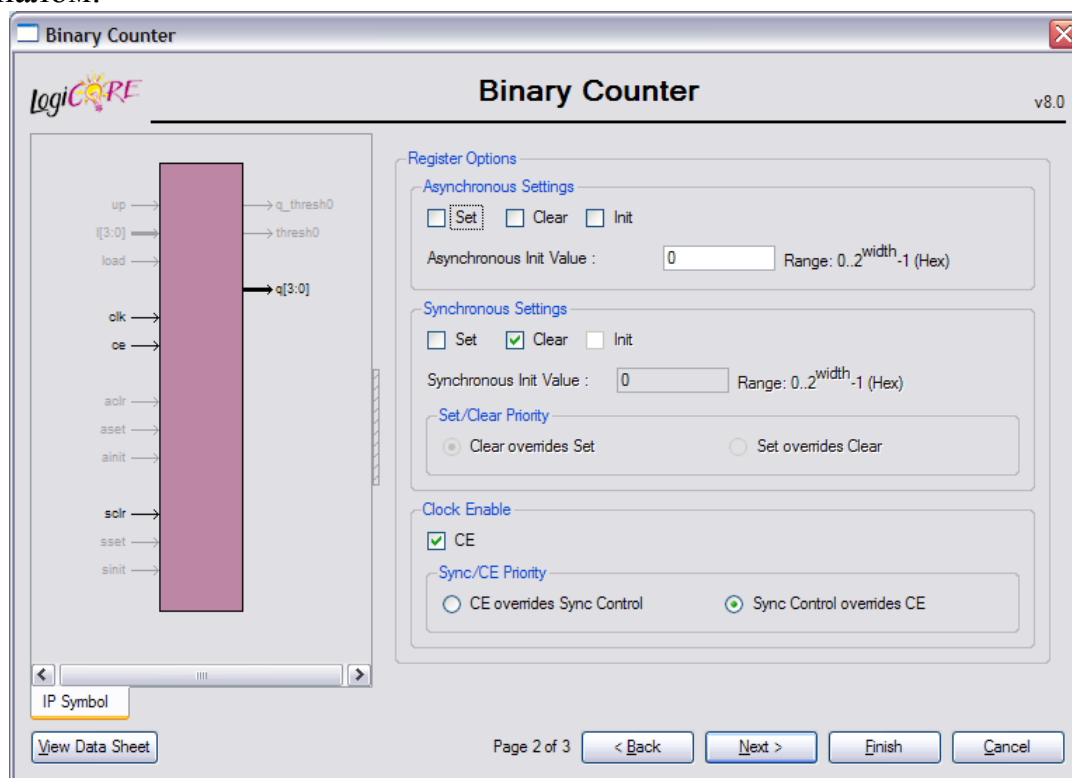 Binary Counter
LogiCORE
Binary Counter
v8.0
up
l[3:0]
load
clk
ce
aclr
aset
ainit
sclr
sset
sinit
q_thresh0
thresh0
q[3:0]
IP Symbol
Register Options
Asynchronous Settings
Set Clear Init
Asynchronous Init Value : 0 Range: 0..2^width-1 (Hex)
Synchronous Settings
Set Clear Init
Synchronous Init Value : 0 Range: 0..2^width-1 (Hex)
Set/Clear Priority
Clear overrides Set Set overrides Clear
Clock Enable
CE
Sync/CE Priority
CE overrides Sync Control Sync Control overrides CE
View Data Sheet Page 2 of 3 < Back Next > Finish Cancel